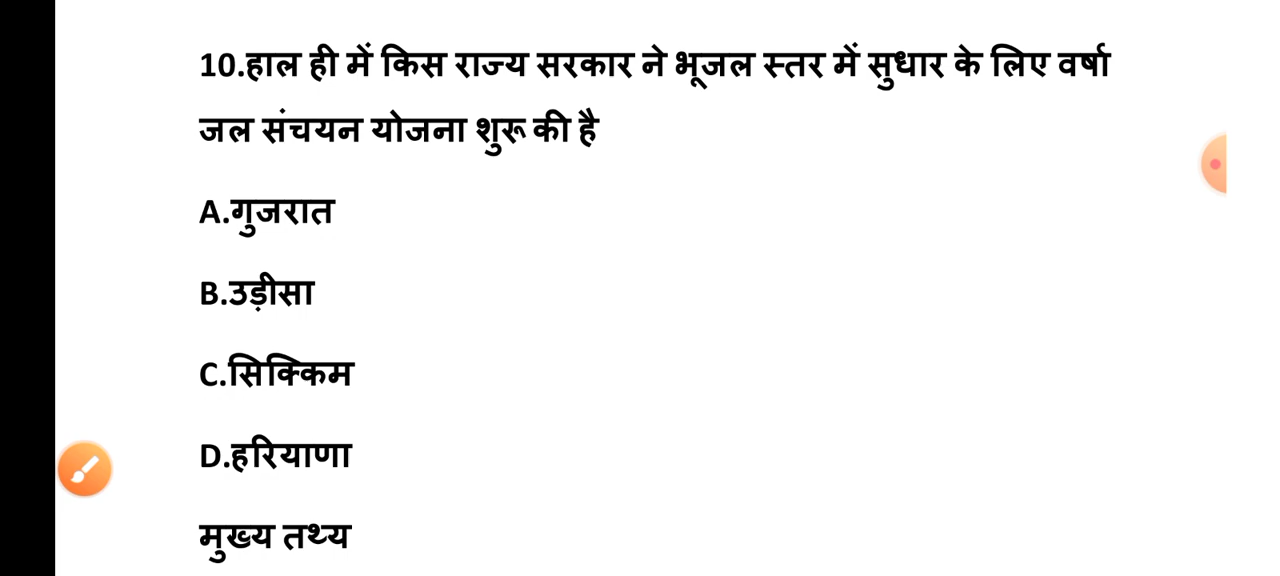 10.हाल ही में किस राज्य सरकार ने भूजल स्तर में सुधार के लिए वर्षा
जल संचयन योजना शुरू की है
A.गुजरात
B.उड़ीसा
C.सिक्किम
D.हरियाणा
मुख्य तथ्य